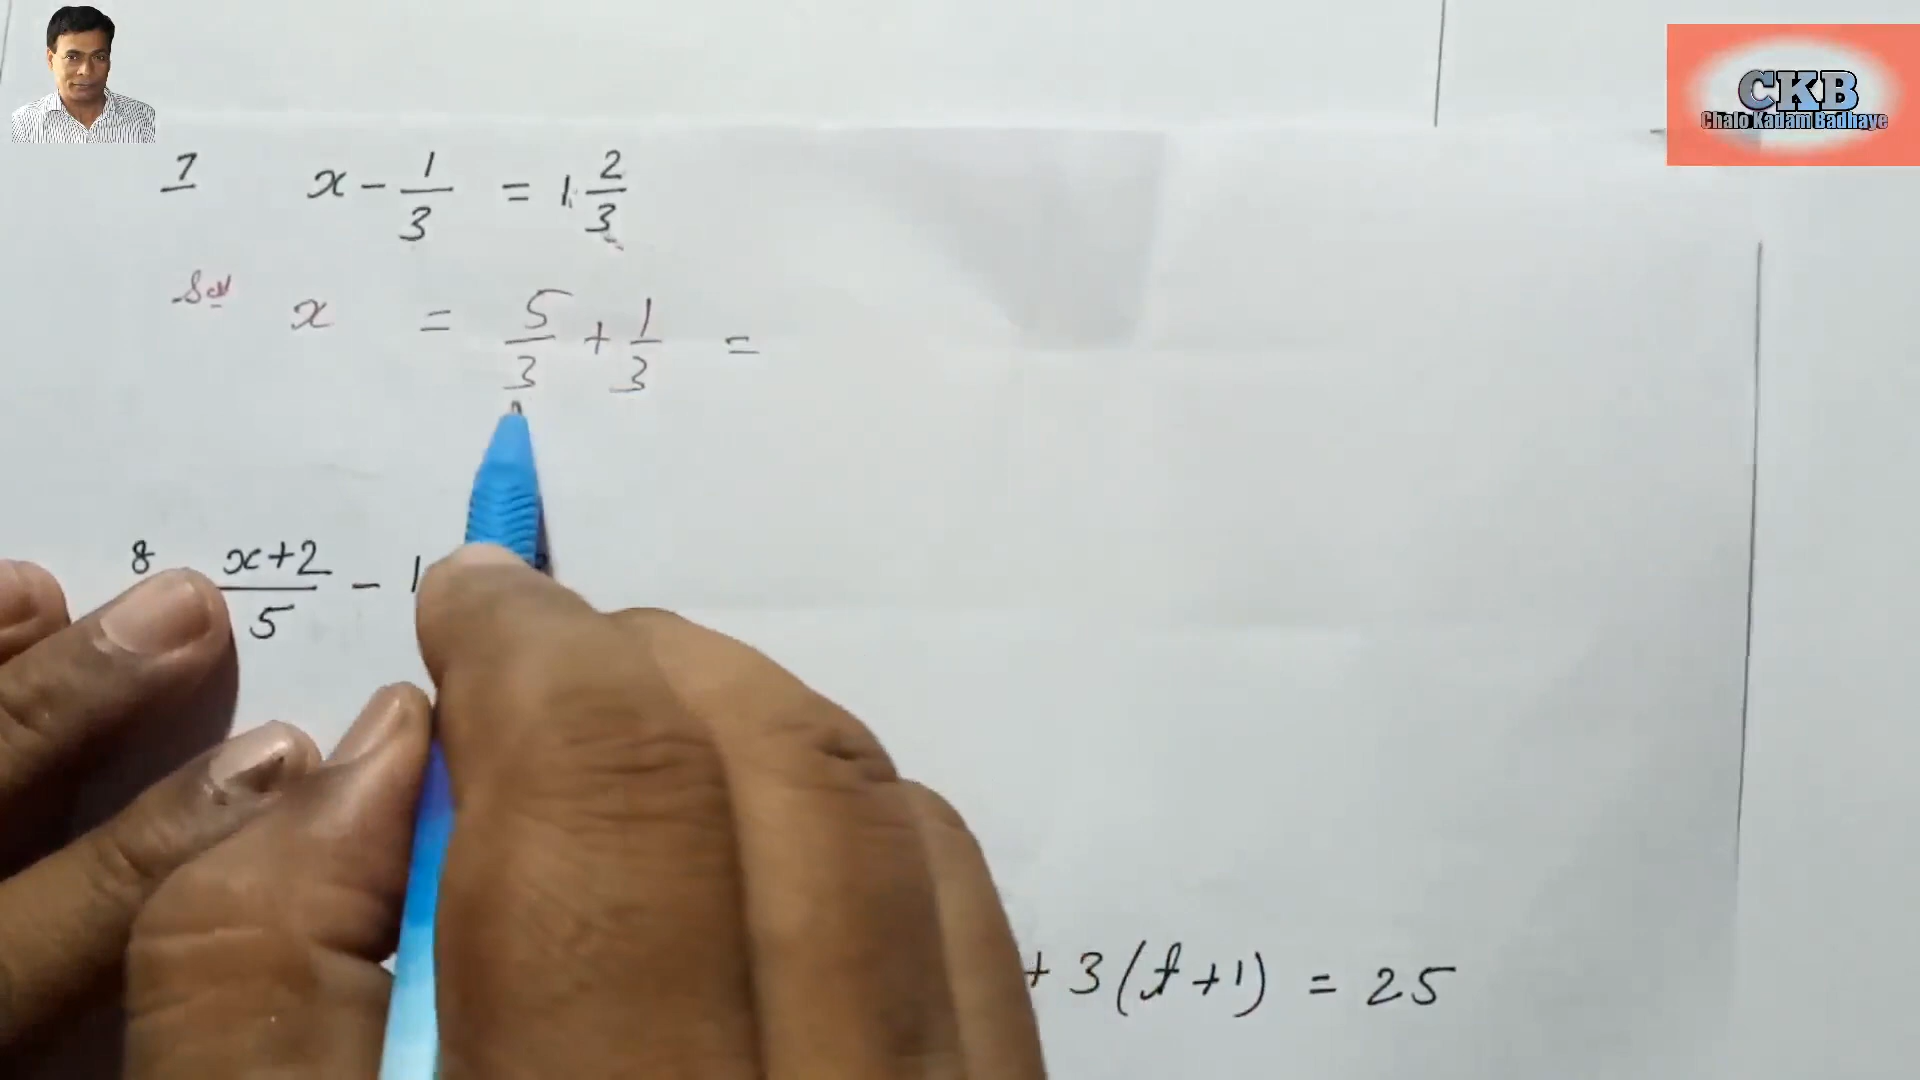 CKB
Chalo Kadam Badhaye
7 x - 1/3 = 1 2/3
Sol x = 5/3 + 1/3 =
8 x+2/5 - 1
+ 3 (t+1) = 25